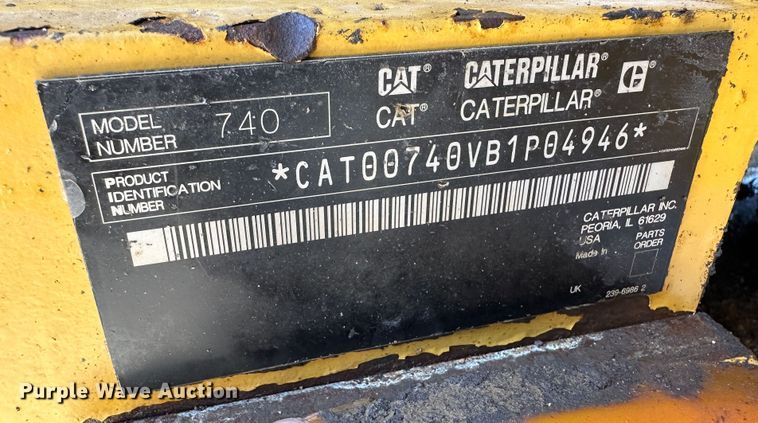 CAT® CATERPILLAR®
CAT® CATERPILLAR®
MODEL NUMBER 740
PRODUCT IDENTIFICATION NUMBER *CAT00740VB1P04946*
CATERPILLAR INC.
PEORIA, IL 61629
USA
PARTS ORDER
Made in
UK
239-6986 2
Purple Wave Auction